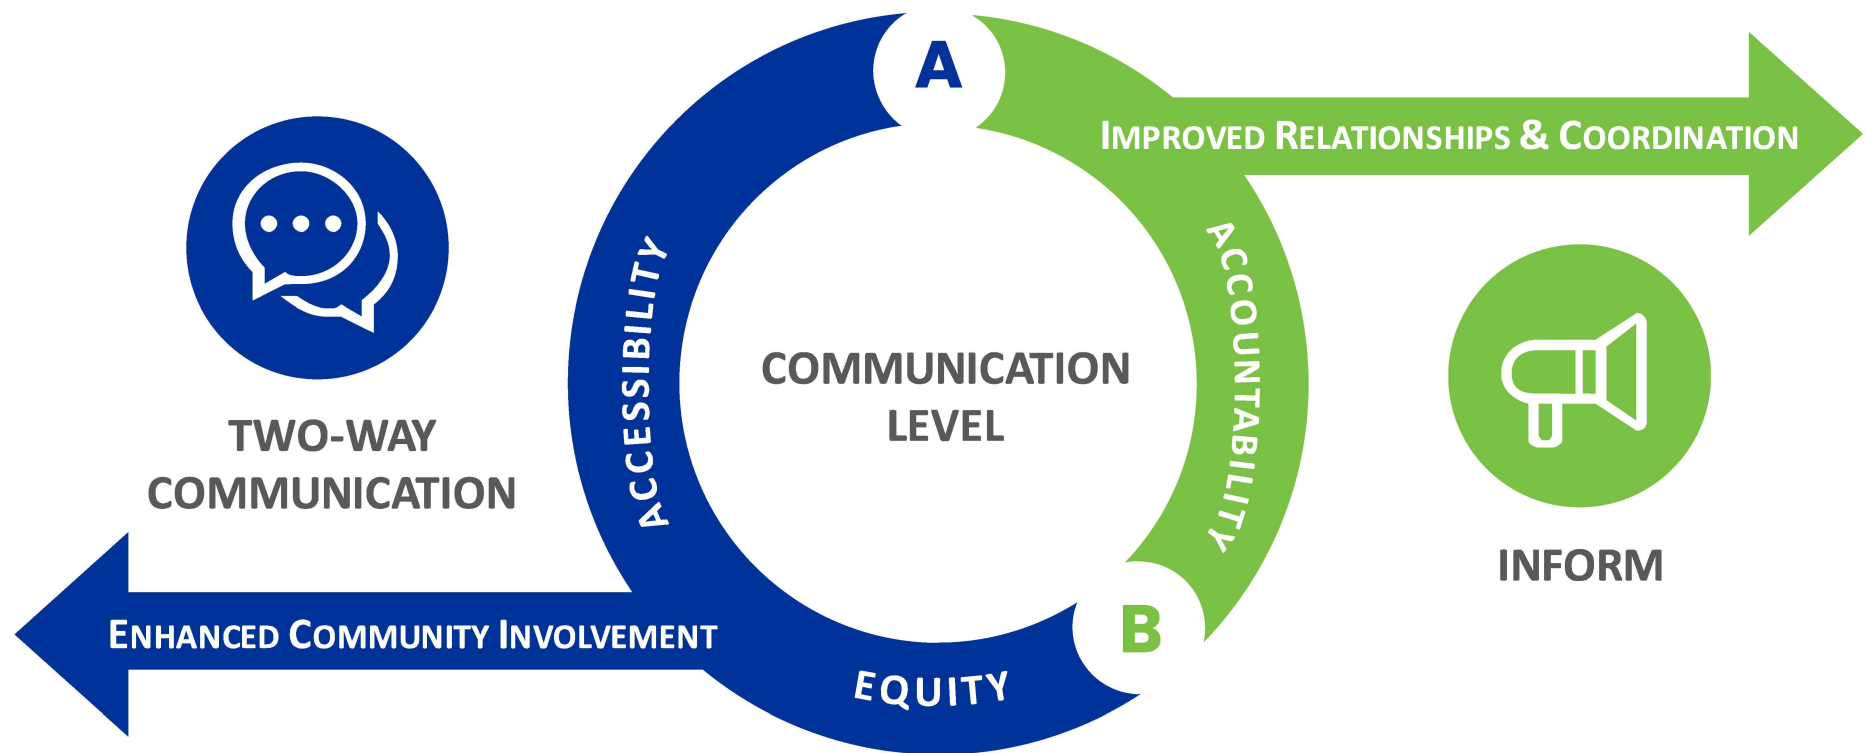 A
IMPROVED RELATIONSHIPS & COORDINATION
ACCESSIBILITY
ACCOUNTABILITY
COMMUNICATION
LEVEL
TWO-WAY
COMMUNICATION
INFORM
ENHANCED COMMUNITY INVOLVEMENT
B
EQUITY